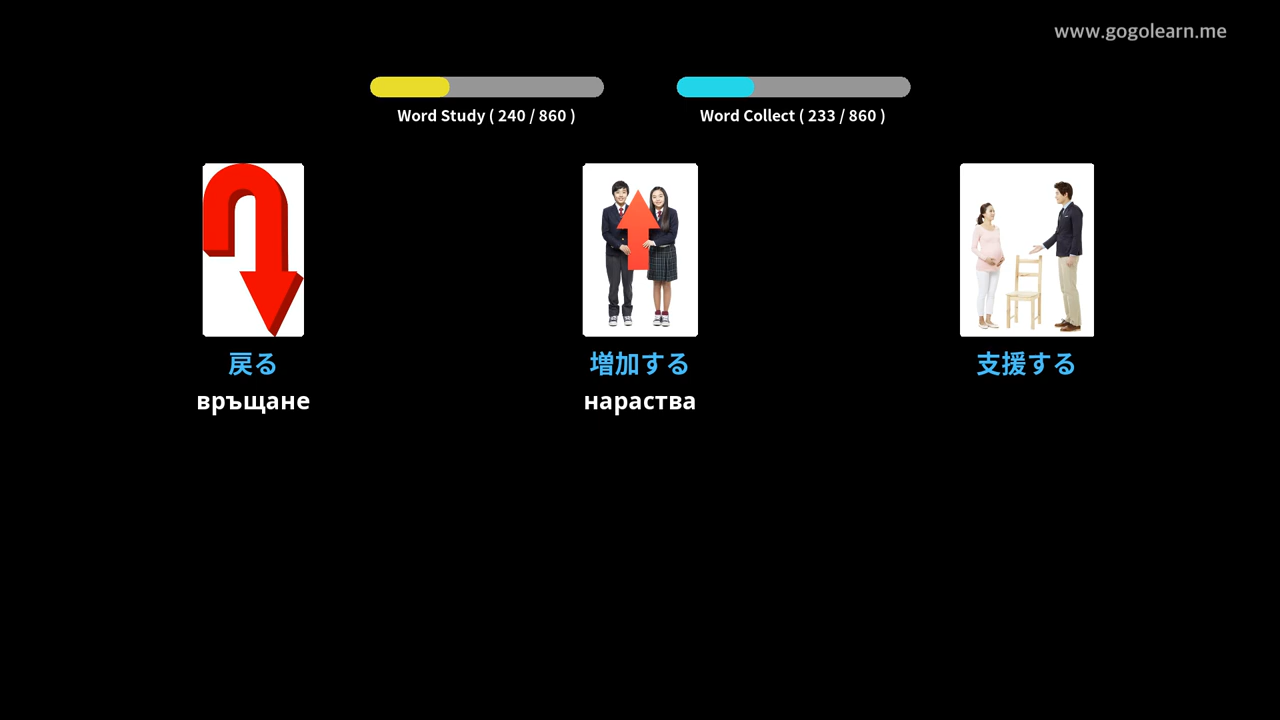 www.gogolearn.me
Word Study ( 240 / 860 )
Word Collect ( 233 / 860 )
戻る
връщане
増加する
нараства
支援する